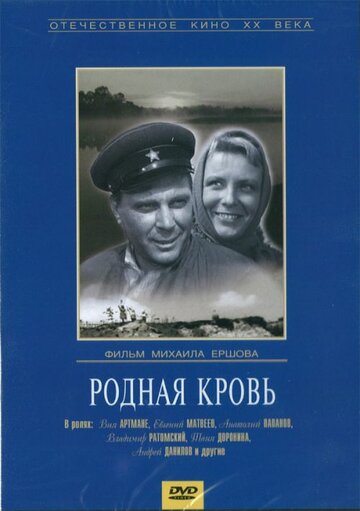 ОТЕЧЕСТВЕННОЕ КИНО XX ВЕКА
ФИЛЬМ МИХАИЛА ЕРШОВА
РОДНАЯ КРОВЬ
В ролях: Вия АРТМАНЕ, Евгений МАТВЕЕВ, Анатолий ПАПАНОВ,
Владимир РАТОМСКИЙ, Таня ДОРОНИНА,
Андрей ДАНИЛОВ и другие
DVD
VIDEO